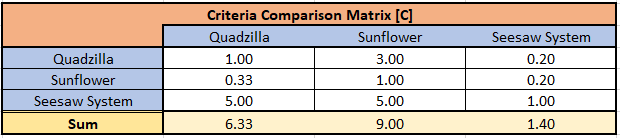 Criteria Comparison Matrix [C]
Quadzilla Sunflower Seesaw System
Quadzilla 1.00 3.00 0.20
Sunflower 0.33 1.00 0.20
Seesaw System 5.00 5.00 1.00
Sum 6.33 9.00 1.40